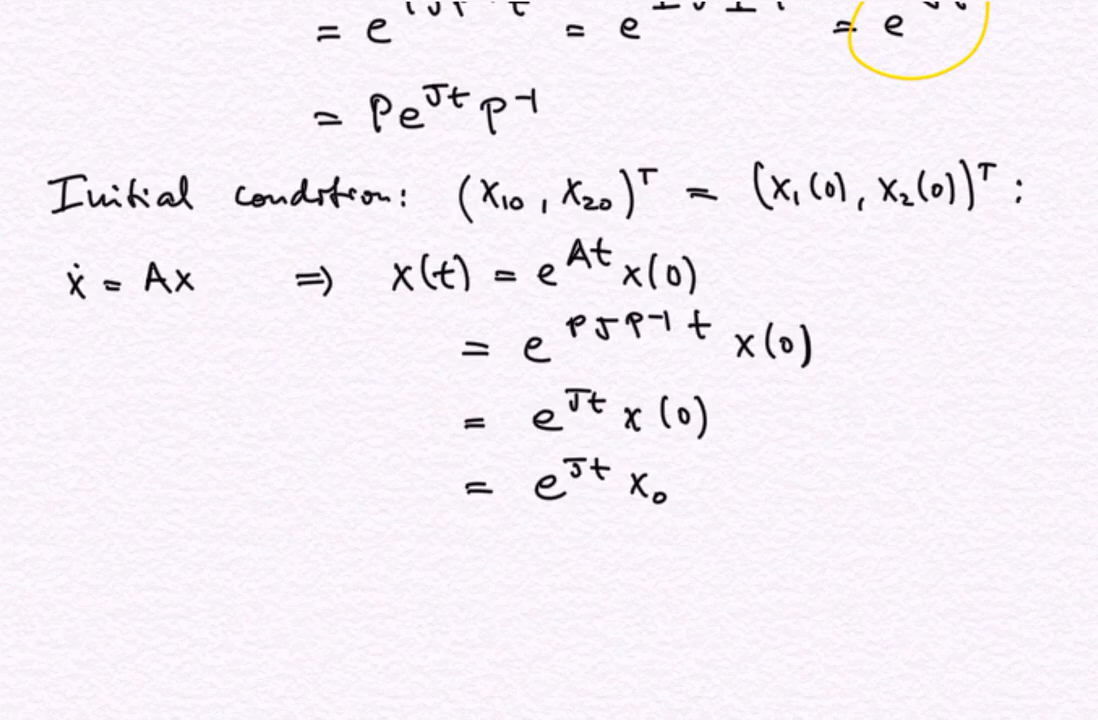 = e = e = e
= Pe^{Jt} P^{-1}
Initial condition: (x_{10}, x_{20})^T = (x_1(0), x_2(0))^T :
ẋ = Ax ⇒ x(t) = e^{At} x(0)
= e^{PJP^{-1}t} x(0)
= e^{Jt} x(0)
= e^{Jt} x_0